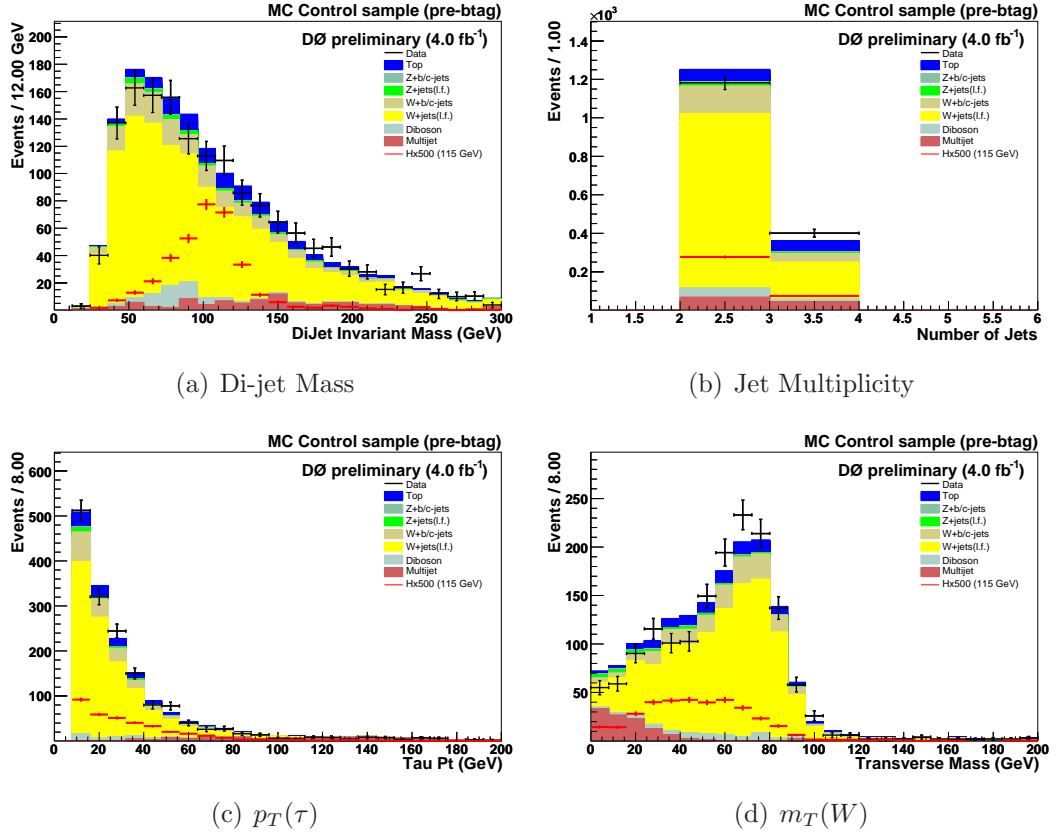 MC Control sample (pre-btag)
DØ preliminary (4.0 fb-1)
Events / 12.00 GeV
200
180
160
140
120
100
80
60
40
20
Data
Top
Z+b/c-jets
Z+jets(l.f.)
W+b/c-jets
W+jets(l.f.)
Diboson
Multijet
Hx500 (115 GeV)
0 50 100 150 200 250 300
DiJet Invariant Mass (GeV)
(a) Di-jet Mass
MC Control sample (pre-btag)
×10³
DØ preliminary (4.0 fb-1)
Events / 1.00
1.4
1.2
1.0
0.8
0.6
0.4
0.2
Data
Top
Z+b/c-jets
Z+jets(l.f.)
W+b/c-jets
W+jets(l.f.)
Diboson
Multijet
Hx500 (115 GeV)
1 1.5 2 2.5 3 3.5 4 4.5 5 5.5 6
Number of Jets
(b) Jet Multiplicity
MC Control sample (pre-btag)
DØ preliminary (4.0 fb-1)
Events / 8.00
600
500
400
300
200
100
Data
Top
Z+b/c-jets
Z+jets(l.f.)
W+b/c-jets
W+jets(l.f.)
Diboson
Multijet
Hx500 (115 GeV)
0 20 40 60 80 100 120 140 160 180 200
Tau Pt (GeV)
(c) pT(τ)
MC Control sample (pre-btag)
DØ preliminary (4.0 fb-1)
Events / 8.00
250
200
150
100
50
Data
Top
Z+b/c-jets
Z+jets(l.f.)
W+b/c-jets
W+jets(l.f.)
Diboson
Multijet
Hx500 (115 GeV)
0 20 40 60 80 100 120 140 160 180 200
Transverse Mass (GeV)
(d) mT(W)